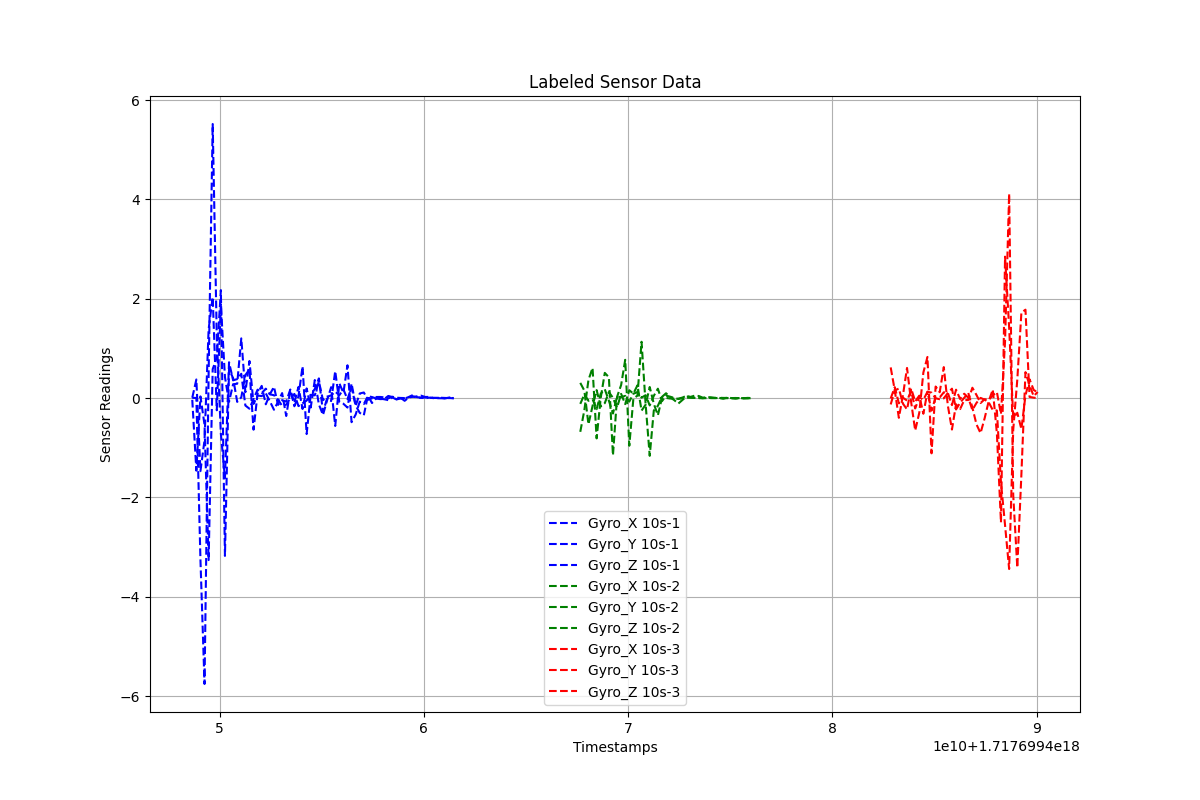 Labeled Sensor Data
6
4
2
0
−2
−4
−6
Sensor Readings
Gyro_X 10s-1
Gyro_Y 10s-1
Gyro_Z 10s-1
Gyro_X 10s-2
Gyro_Y 10s-2
Gyro_Z 10s-2
Gyro_X 10s-3
Gyro_Y 10s-3
Gyro_Z 10s-3
5 6 7 8 9
Timestamps
1e10+1.7176994e18